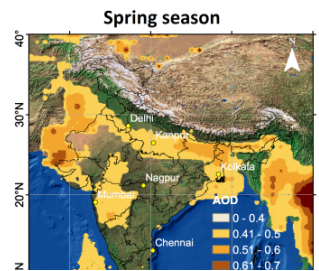 Spring season
40°
30°N
20°N
N
Delhi
Kanpur
Kolkata
Nagpur
Mumbai
Chennai
N
AOD
0 - 0.4
0.41 - 0.5
0.51 - 0.6
0.61 - 0.7